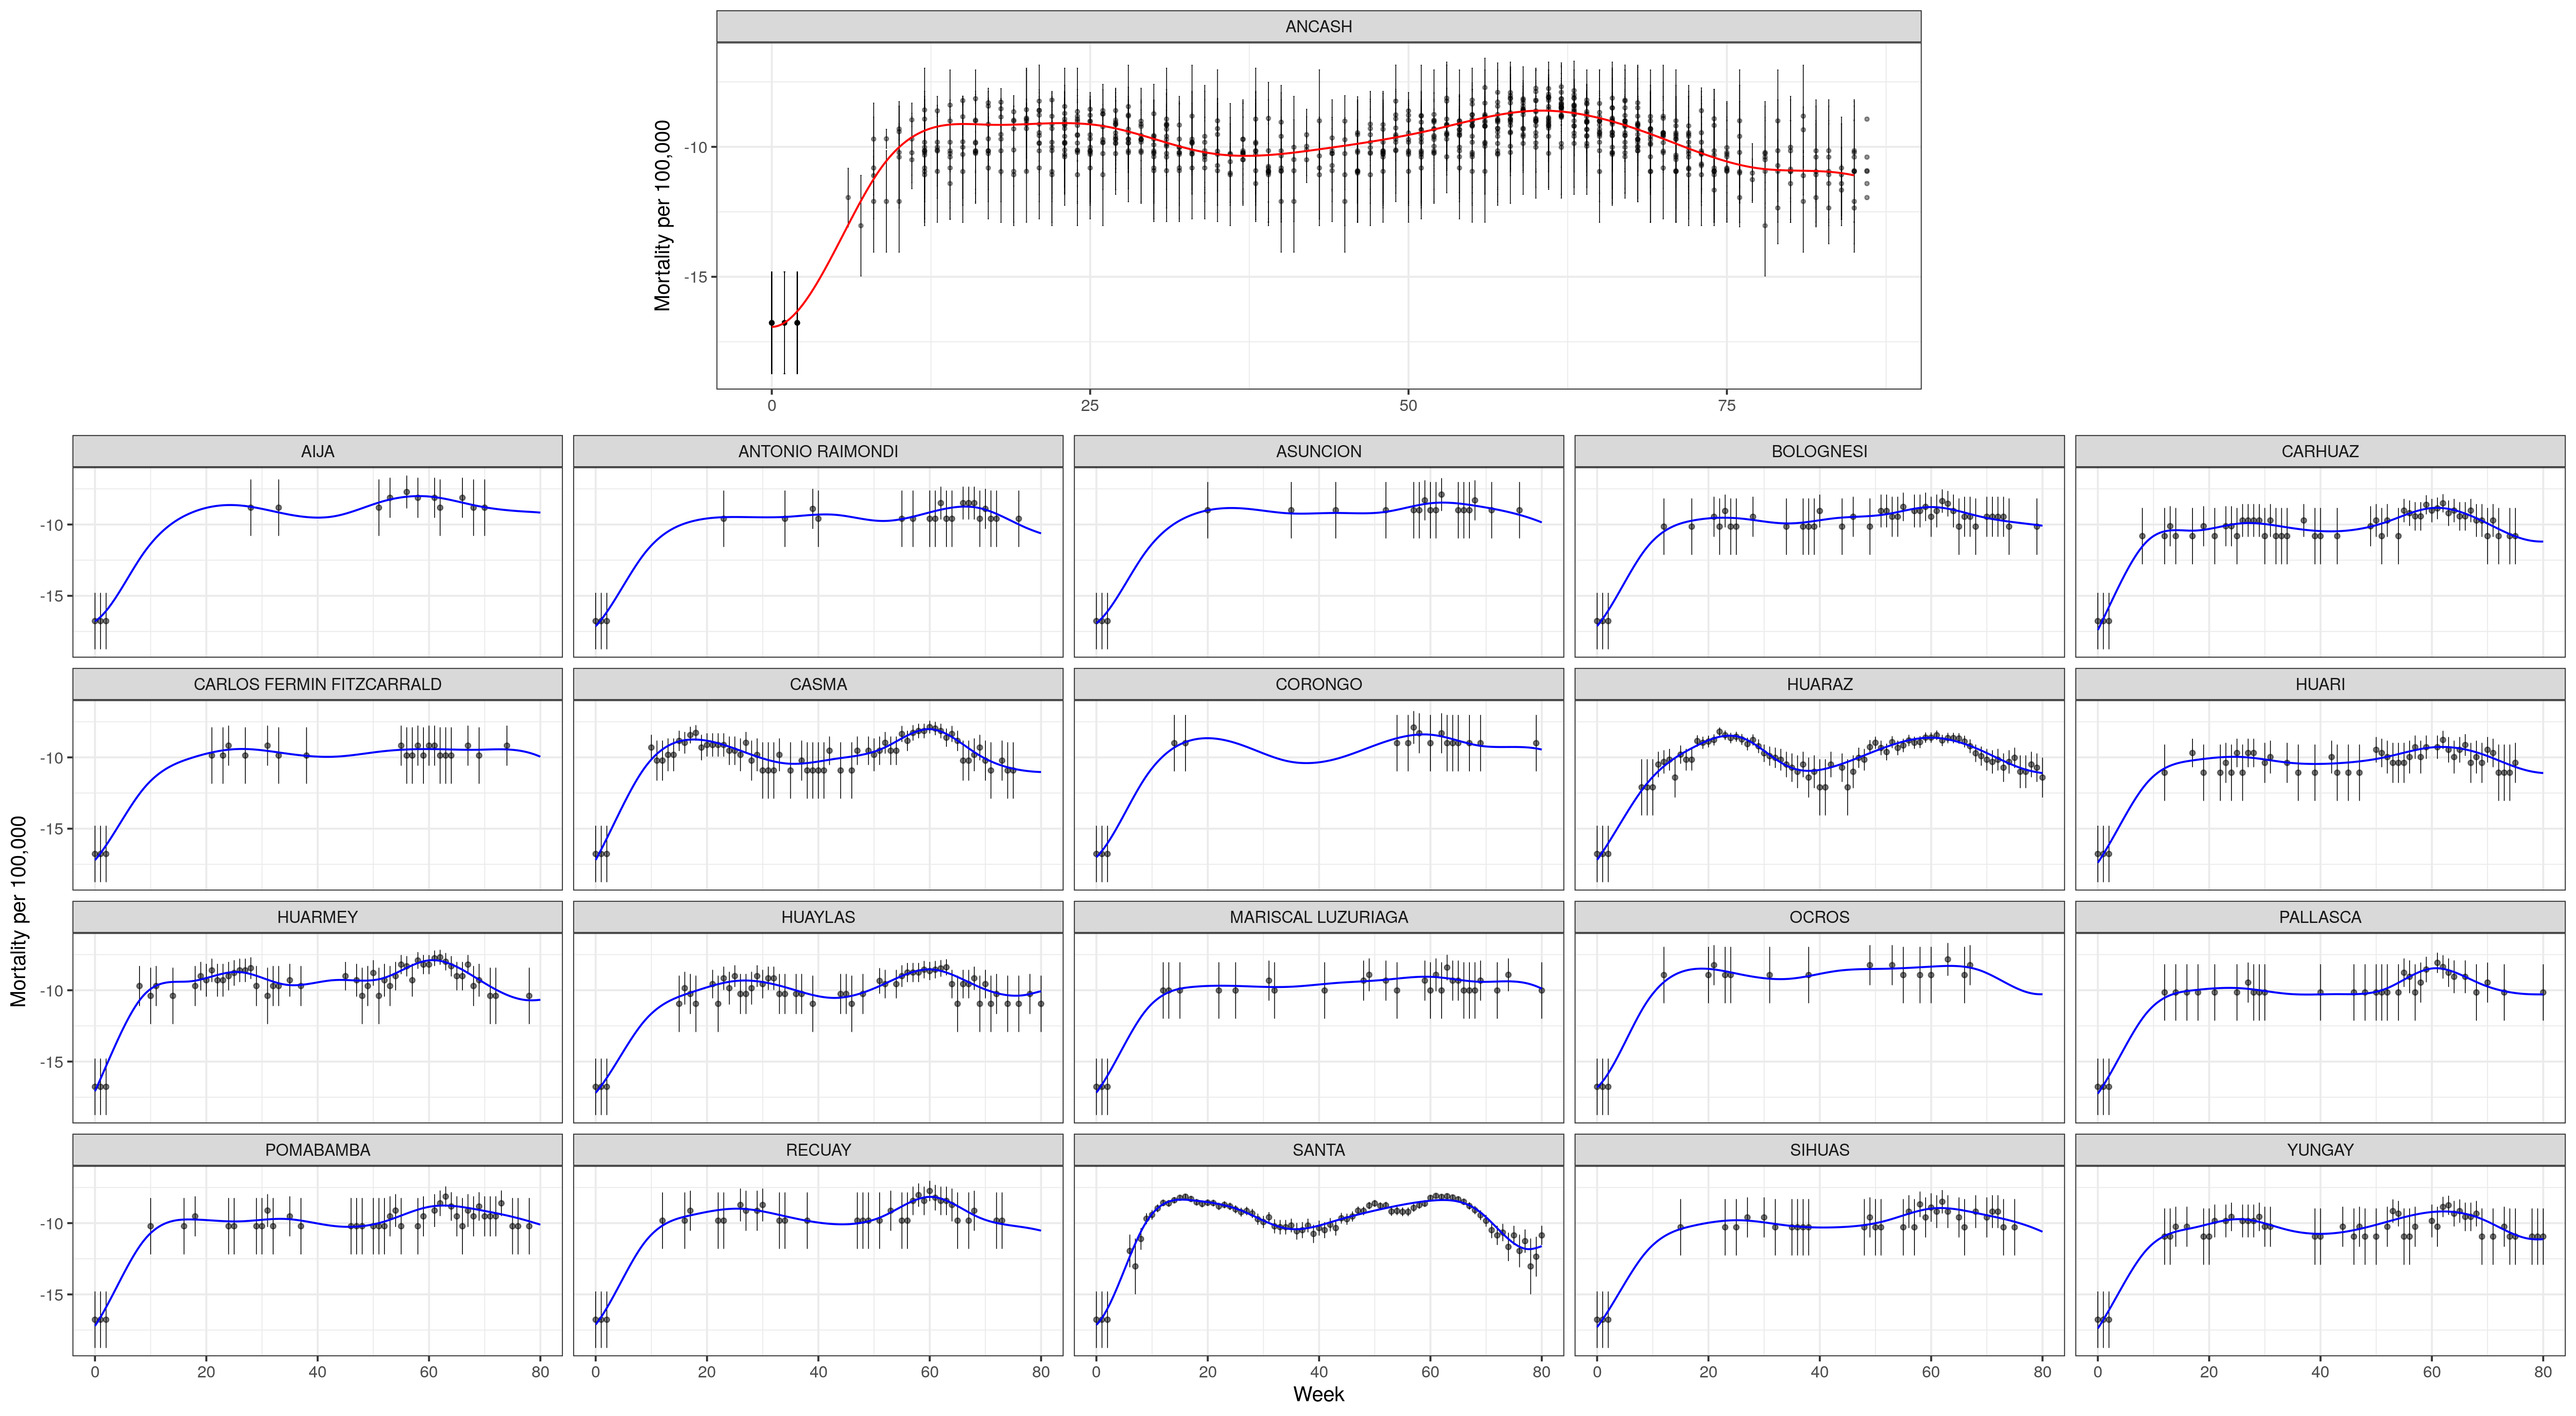 ANCASH
Mortality per 100,000
-10
-15
0 25 50 75
AIJA ANTONIO RAIMONDI ASUNCION BOLOGNESI CARHUAZ
-10
-15
CARLOS FERMIN FITZCARRALD CASMA CORONGO HUARAZ HUARI
-10
-15
Mortality per 100,000
HUARMEY HUAYLAS MARISCAL LUZURIAGA OCROS PALLASCA
-10
-15
POMABAMBA RECUAY SANTA SIHUAS YUNGAY
-10
-15
0 20 40 60 80 0 20 40 60 80 0 20 40 60 80 0 20 40 60 80 0 20 40 60 80
Week